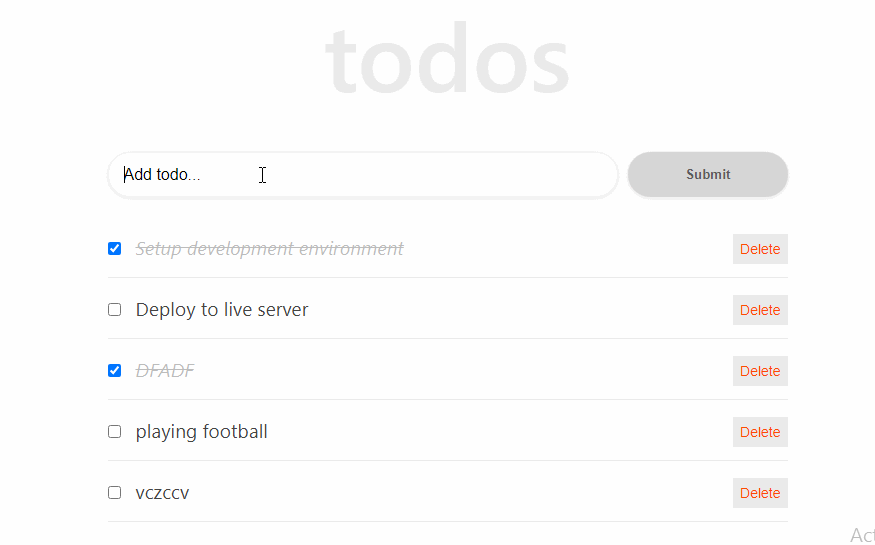 todos
Add todo...
Submit
Setup development environment
Delete
Deploy to live server
Delete
DFADF
Delete
playing football
Delete
vczccv
Delete
Act